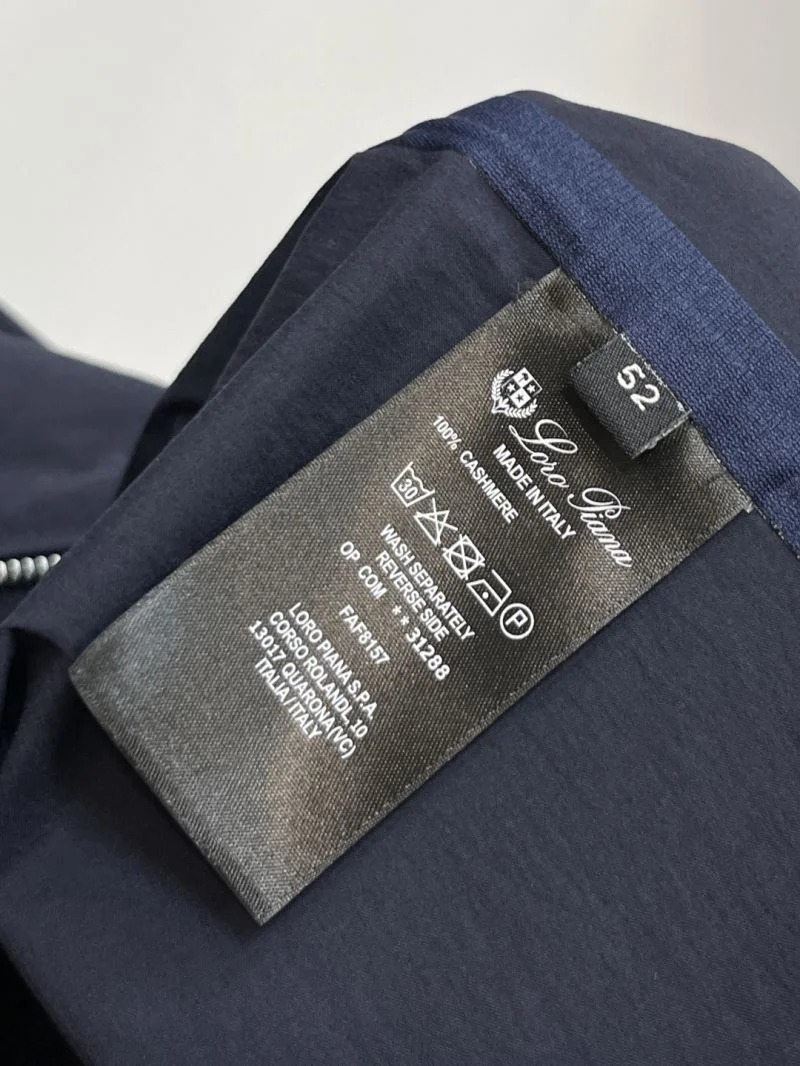 52
Loro Piana
MADE IN ITALY
100% CASHMERE
30
P
WASH SEPARATELY
REVERSE SIDE
OP COM **31288
FAF8157
LORO PIANA S.P.A,
CORSO ROLANDI, 10
13017 QUARONA(VC)
ITALIA/ITALY